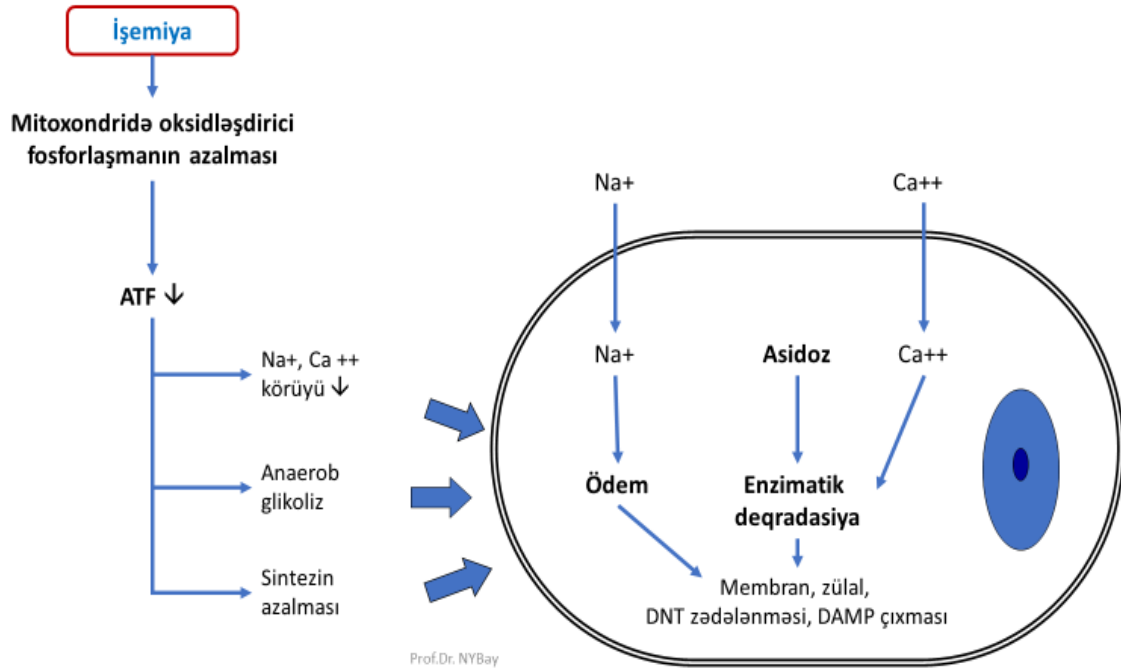 İşemiya
Mitoxondridə oksidləşdirici
fosforlaşmanın azalması
ATF ↓
Na+, Ca ++
körüyü ↓
Anaerob
glikoliz
Sintezin
azalması
Na+
Ca++
Na+
Asidoz
Ca++
Ödem
Enzimatik
deqradasiya
Membran, zülal,
DNT zədələnməsi, DAMP çıxması
Prof.Dr. NYBay